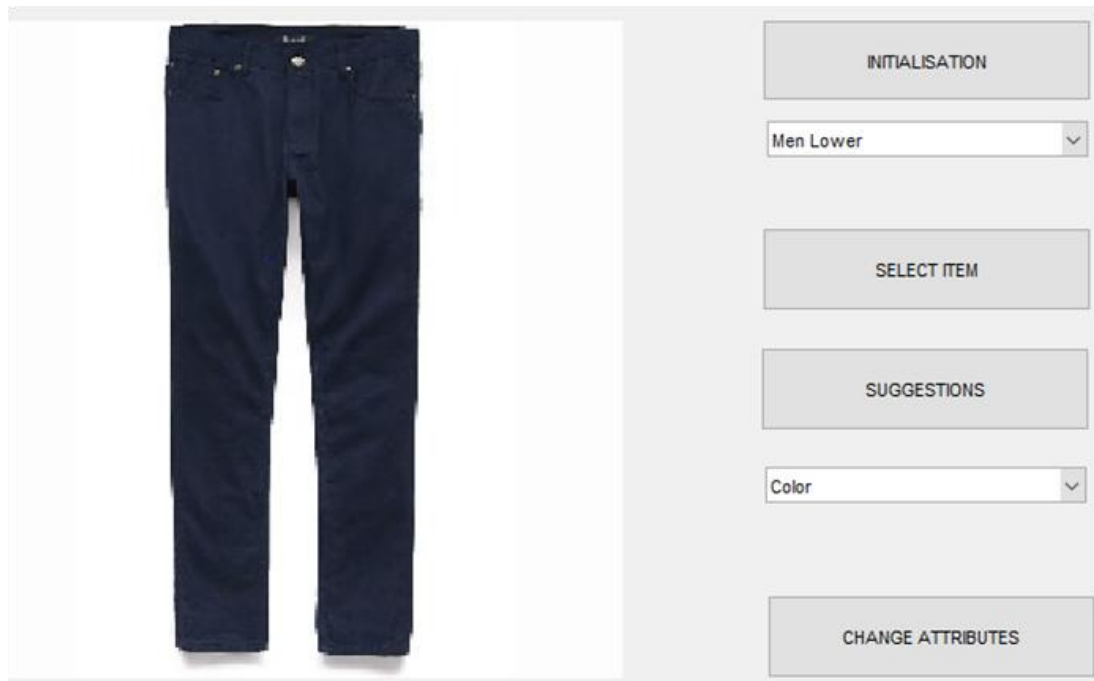 INITIALISATION
Men Lower
SELECT ITEM
SUGGESTIONS
Color
CHANGE ATTRIBUTES